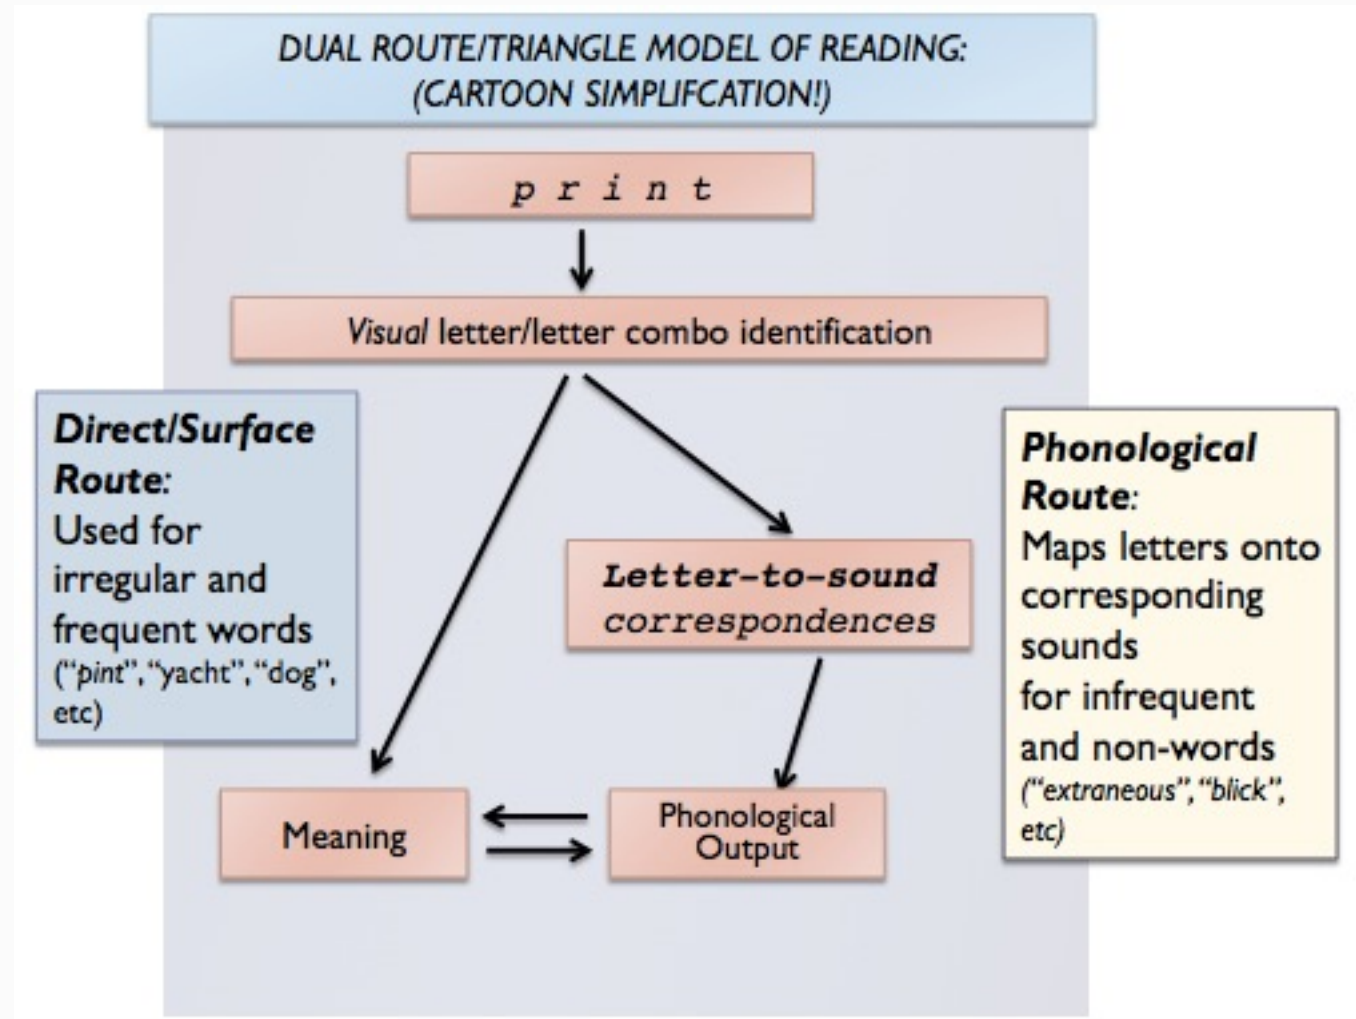 DUAL ROUTE/TRIANGLE MODEL OF READING:
(CARTOON SIMPLIFCATION!)
print
Visual letter/letter combo identification
Direct/Surface
Route:
Used for
irregular and
frequent words
("pint", "yacht", "dog",
etc)
Letter-to-sound
correspondences
Phonological
Route:
Maps letters onto
corresponding
sounds
for infrequent
and non-words
("extraneous", "blick",
etc)
Meaning
Phonological
Output